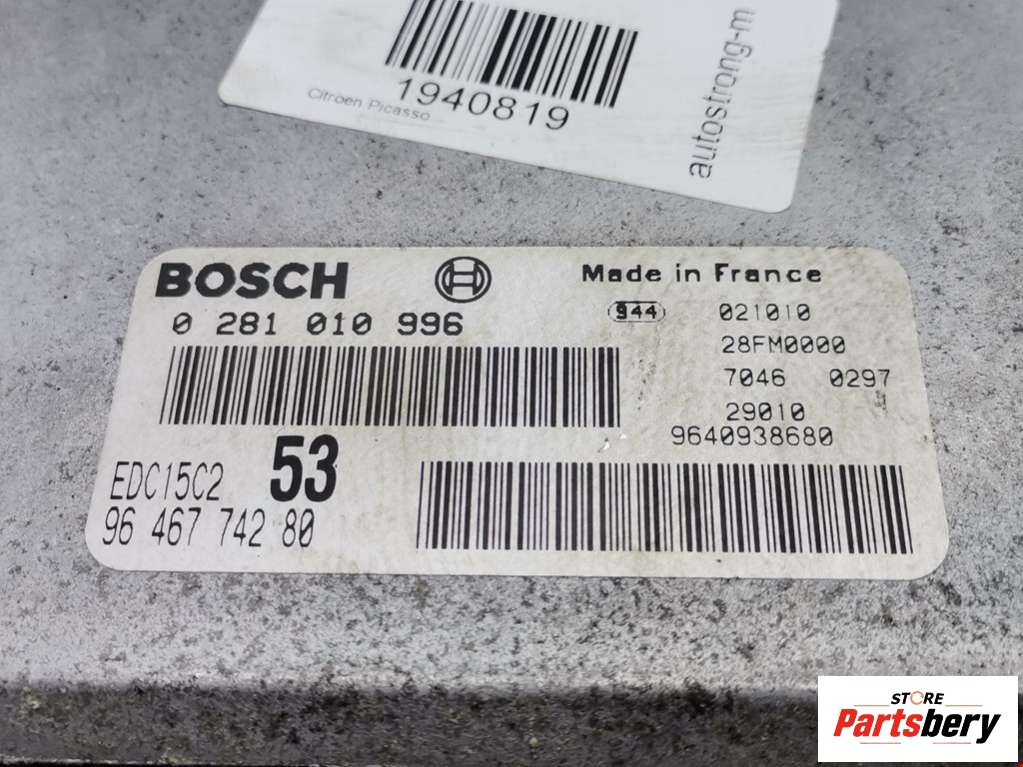 1940819
Citroen Picasso
autostrong-m
BOSCH
Made in France
0 281 010 996
944
021010
28FM0000
7046 0297
29010
9640938680
EDC15C2
53
96 467 742 80
STORE
Partsbery